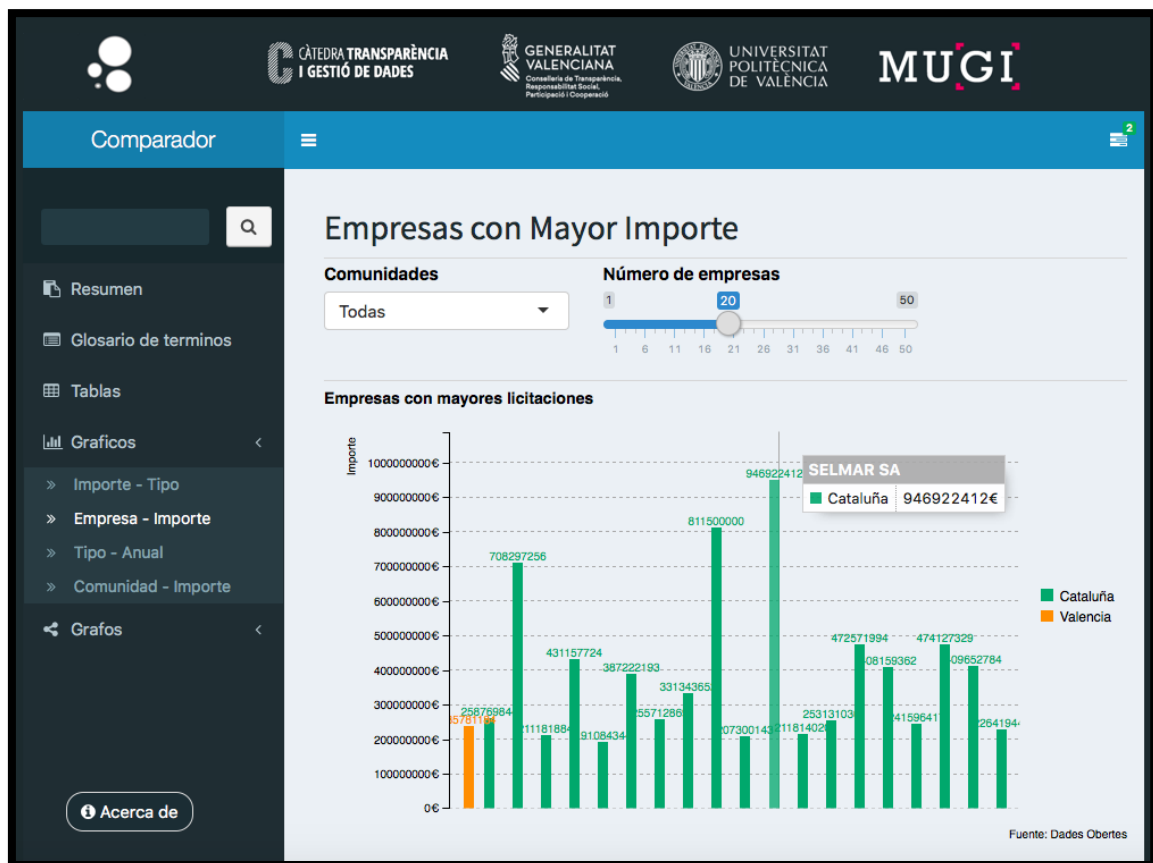 CÀTEDRA TRANSPARÈNCIA
I GESTIÓ DE DADES
GENERALITAT
VALENCIANA
Conselleria de Transparència,
Responsabilitat Social,
Participació i Cooperació
UNIVERSITAT
POLITÈCNICA
DE VALÈNCIA
MUGI
Comparador
2
Empresas con Mayor Importe
Comunidades
Número de empresas
Todas
1
20
50
1 6 11 16 21 26 31 36 41 46 50
Resumen
Glosario de terminos
Tablas
Graficos
Importe - Tipo
Empresa - Importe
Tipo - Anual
Comunidad - Importe
Grafos
Acerca de
Empresas con mayores licitaciones
Importe
1000000000€
900000000€
800000000€
700000000€
600000000€
500000000€
400000000€
300000000€
200000000€
100000000€
0€
708297256
431157724
387222193
811500000
946922412
472571994
474127329
SELMAR SA
Cataluña 946922412€
Cataluña
Valencia
Fuente: Dades Obertes